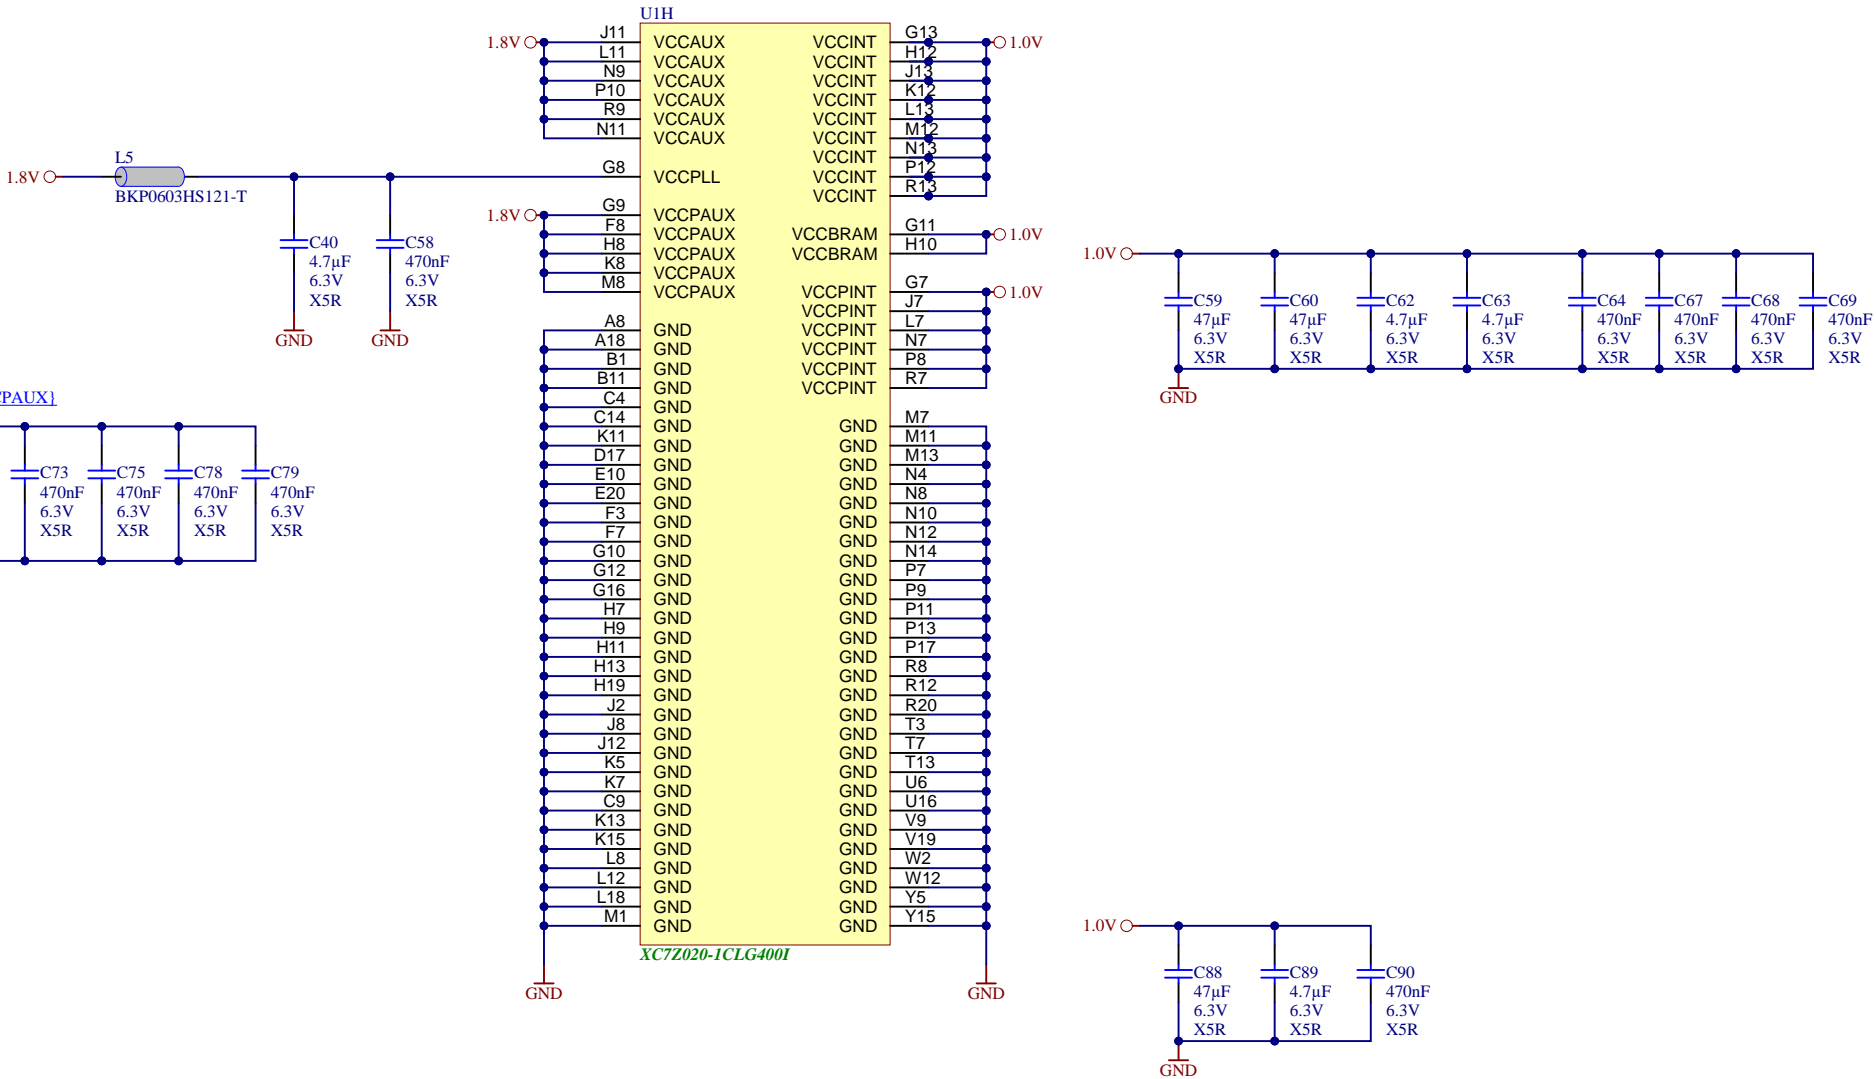 U1H
1.8V
J11 VCCAUX
L11 VCCAUX
N9 VCCAUX
P10 VCCAUX
R9 VCCAUX
N11 VCCAUX
G8 VCCPLL
1.8V
G9 VCCPAUX
F8 VCCPAUX
H8 VCCPAUX
K8 VCCPAUX
M8 VCCPAUX
A8 GND
A18 GND
B1 GND
B11 GND
C4 GND
C14 GND
K11 GND
D17 GND
E10 GND
E20 GND
F3 GND
F7 GND
G10 GND
G12 GND
G16 GND
H7 GND
H9 GND
H11 GND
H13 GND
H19 GND
J2 GND
J8 GND
J12 GND
K5 GND
K7 GND
C9 GND
K13 GND
K15 GND
L8 GND
L12 GND
L18 GND
M1 GND
GND
VCCINT G13
1.0V
VCCINT H12
VCCINT J13
VCCINT K12
VCCINT L13
VCCINT M12
VCCINT N13
VCCINT P12
VCCINT R13
VCCBRAM G11
1.0V
VCCBRAM H10
VCCPINT G7
1.0V
VCCPINT J7
VCCPINT L7
VCCPINT N7
VCCPINT P8
VCCPINT R7
GND M7
GND M11
GND M13
GND N4
GND N8
GND N10
GND N12
GND N14
GND P7
GND P9
GND P11
GND P13
GND P17
GND R8
GND R12
GND R20
GND T3
GND T7
GND T13
GND U6
GND U16
GND V9
GND V19
GND W2
GND W12
GND Y5
GND Y15
GND
XC7Z020-1CLG400I
1.8V
L5
BKP0603HS121-T
C40
4.7µF
6.3V
X5R
GND
C58
470nF
6.3V
X5R
GND
PAUX}
C73
470nF
6.3V
X5R
C75
470nF
6.3V
X5R
C78
470nF
6.3V
X5R
C79
470nF
6.3V
X5R
1.0V
C59
47µF
6.3V
X5R
GND
C60
47µF
6.3V
X5R
C62
4.7µF
6.3V
X5R
C63
4.7µF
6.3V
X5R
C64
470nF
6.3V
X5R
C67
470nF
6.3V
X5R
C68
470nF
6.3V
X5R
C69
470nF
6.3V
X5R
1.0V
C88
47µF
6.3V
X5R
GND
C89
4.7µF
6.3V
X5R
C90
470nF
6.3V
X5R